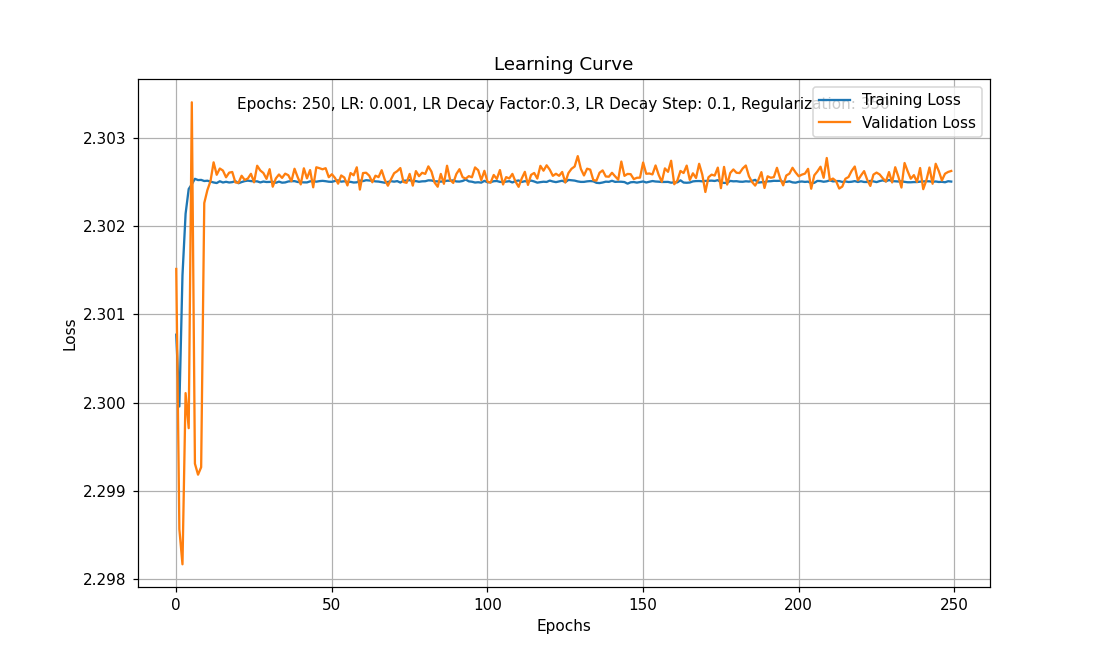 Learning Curve
Epochs: 250, LR: 0.001, LR Decay Factor:0.3, LR Decay Step: 0.1, Regularization:
Training Loss
Validation Loss
2.303
2.302
2.301
2.300
2.299
2.298
Loss
0 50 100 150 200 250
Epochs